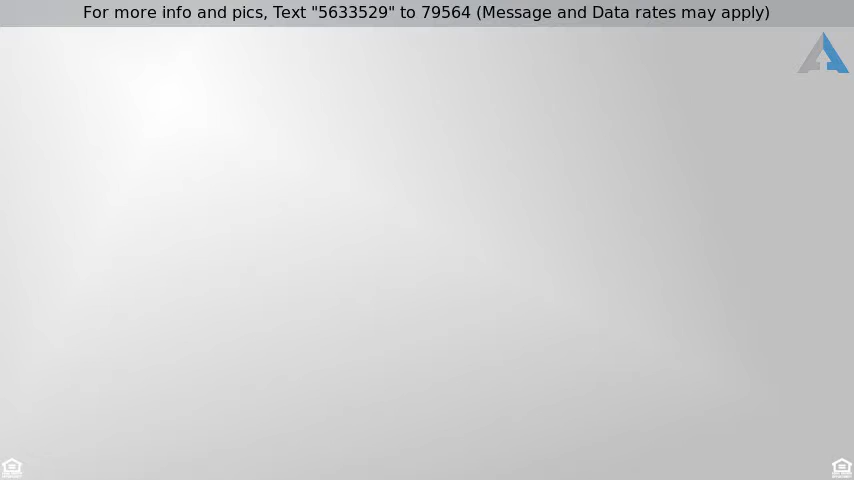 For more info and pics, Text "5633529" to 79564 (Message and Data rates may apply)